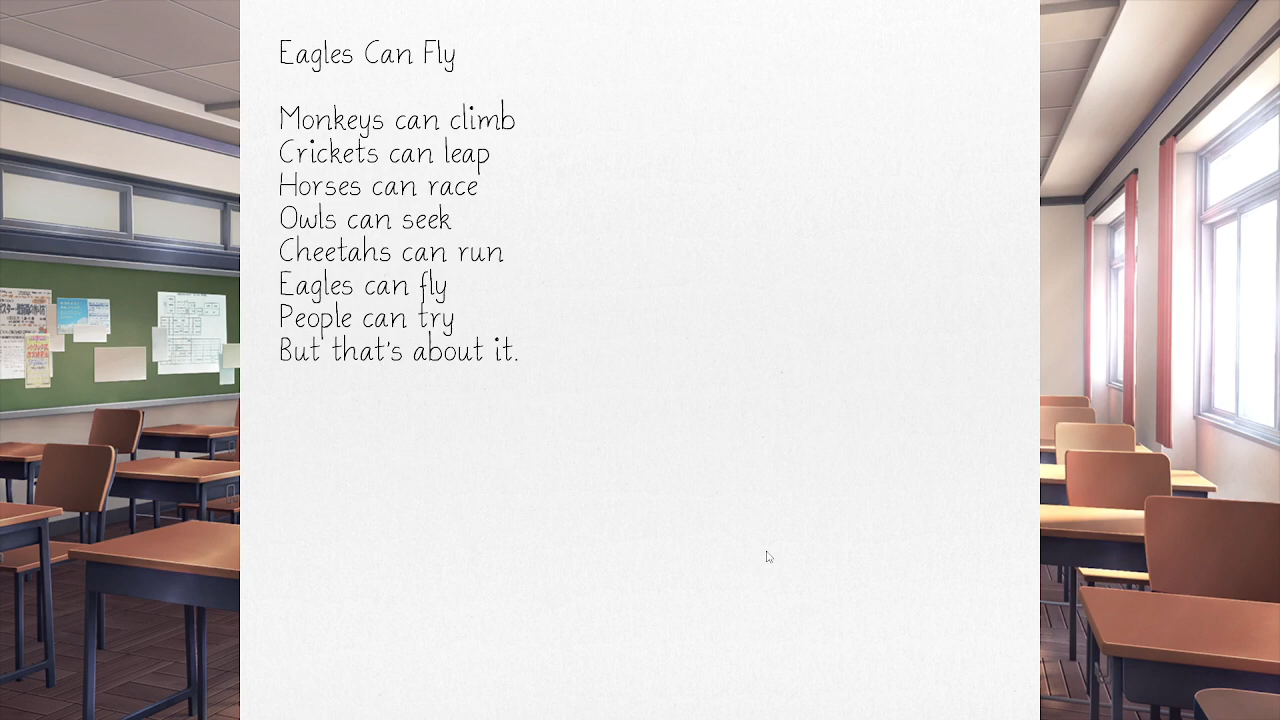 Eagles Can Fly
Monkeys can climb
Crickets can leap
Horses can race
Owls can seek
Cheetahs can run
Eagles can fly
People can try
But that's about it.